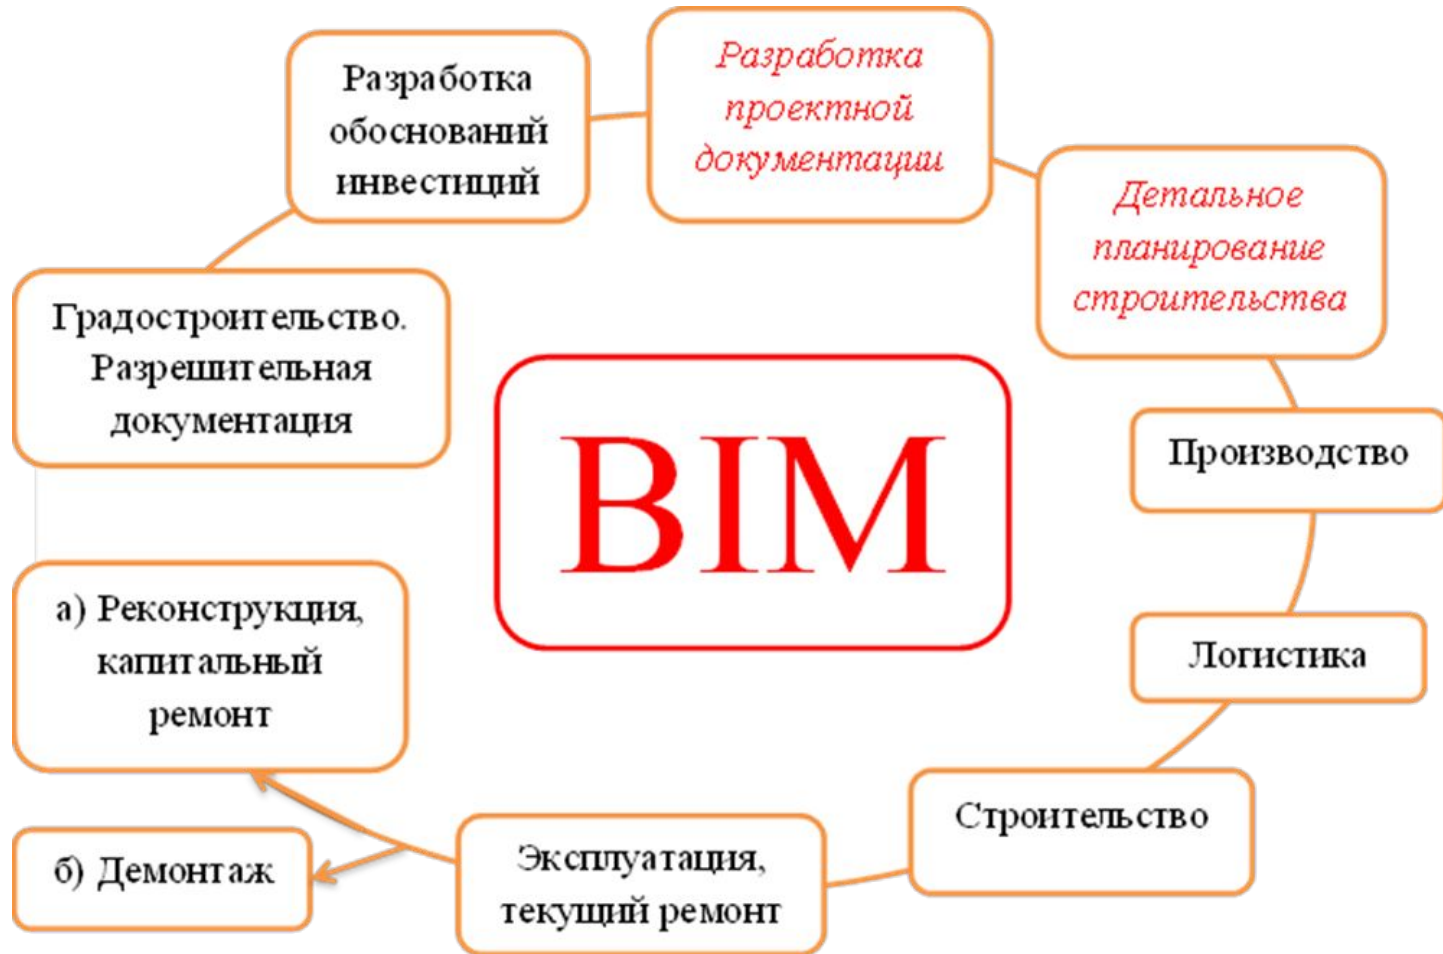 Разработка
обоснований
инвестиций
Разработка
проектной
документации
Детальное
планирование
строительства
Градостроительство.
Разрешительная
документация
BIM
Производство
а) Реконструкция,
капитальный
ремонт
Логистика
Строительство
б) Демонтаж
Эксплуатация,
текущий ремонт